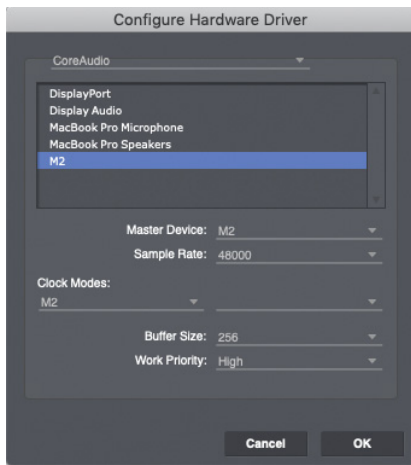 Configure Hardware Driver
CoreAudio
DisplayPort
Display Audio
MacBook Pro Microphone
MacBook Pro Speakers
M2
Master Device: M2
Sample Rate: 48000
Clock Modes:
M2
Buffer Size: 256
Work Priority: High
Cancel OK